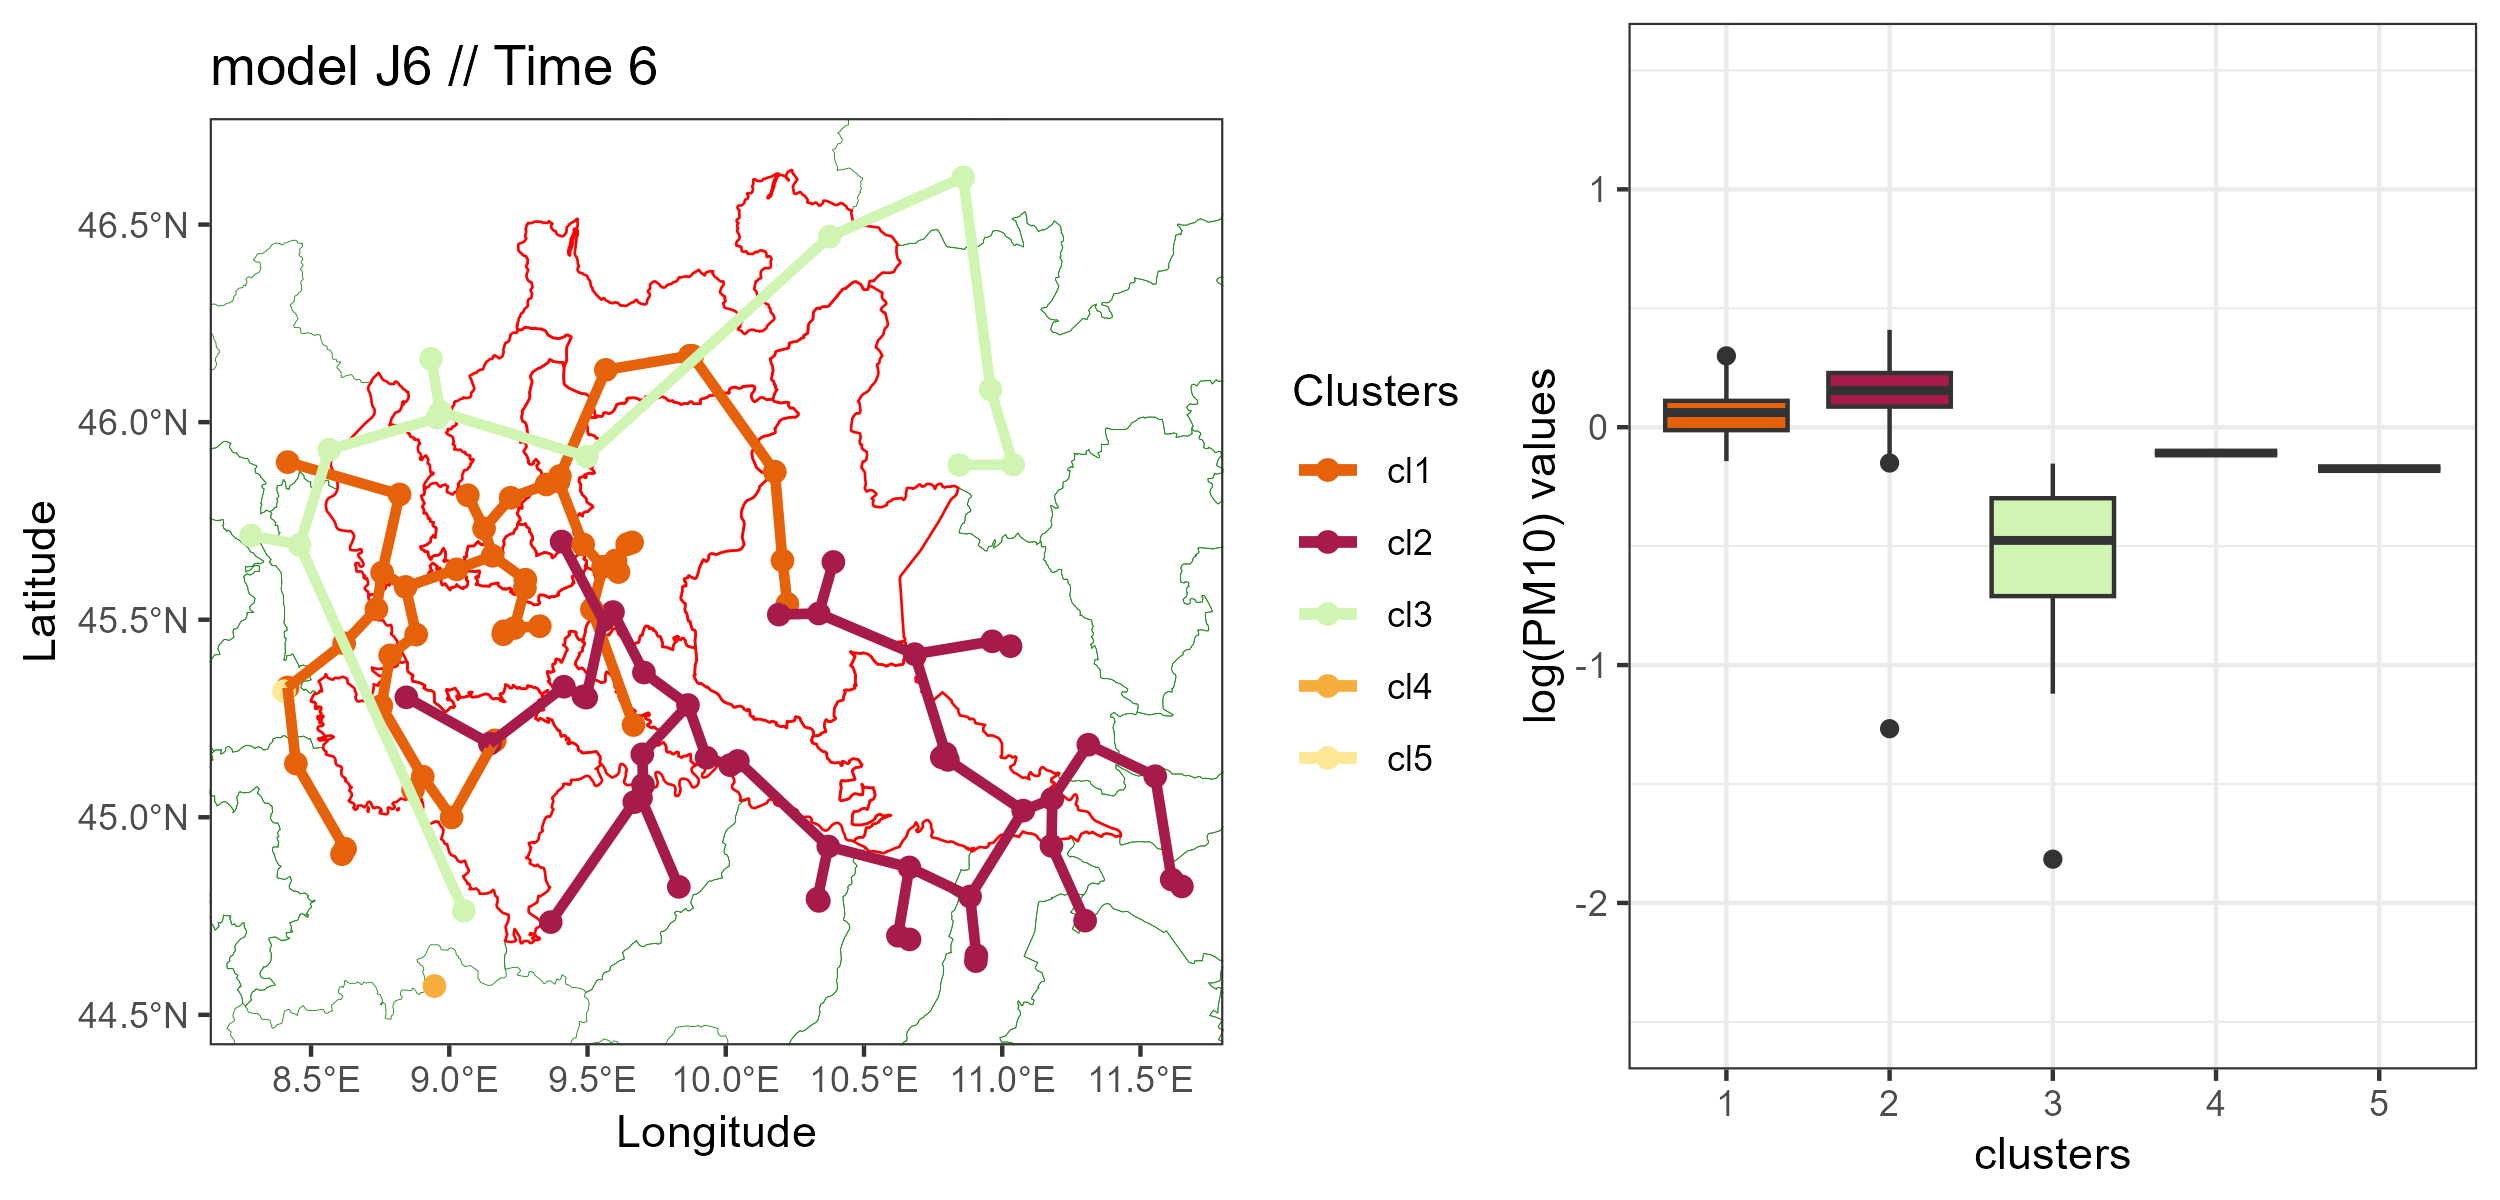 model J6 // Time 6
46.5°N
46.0°N
45.5°N
45.0°N
44.5°N
Latitude
8.5°E 9.0°E 9.5°E 10.0°E 10.5°E 11.0°E 11.5°E
Longitude
Clusters
cl1
cl2
cl3
cl4
cl5
1
0
-1
-2
log(PM10) values
1 2 3 4 5
clusters